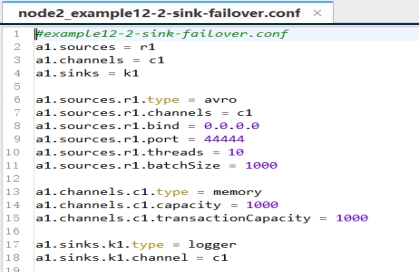 node2_example12-2-sink-failover.conf ×
1 #example12-2-sink-failover.conf
2 a1.sources = r1
3 a1.channels = c1
4 a1.sinks = k1
5
6 a1.sources.r1.type = avro
7 a1.sources.r1.channels = c1
8 a1.sources.r1.bind = 0.0.0.0
9 a1.sources.r1.port = 44444
10 a1.sources.r1.threads = 10
11 a1.sources.r1.batchSize = 1000
12
13 a1.channels.c1.type = memory
14 a1.channels.c1.capacity = 1000
15 a1.channels.c1.transactionCapacity = 1000
16
17 a1.sinks.k1.type = logger
18 a1.sinks.k1.channel = c1
19